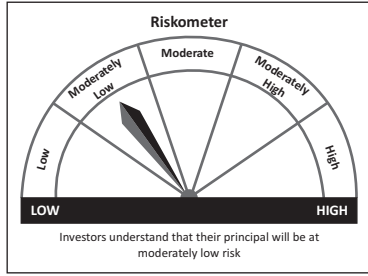 Riskometer
Moderate
Moderately
Low
Moderately
High
Low
High
LOW
HIGH
Investors understand that their principal will be at
moderately low risk